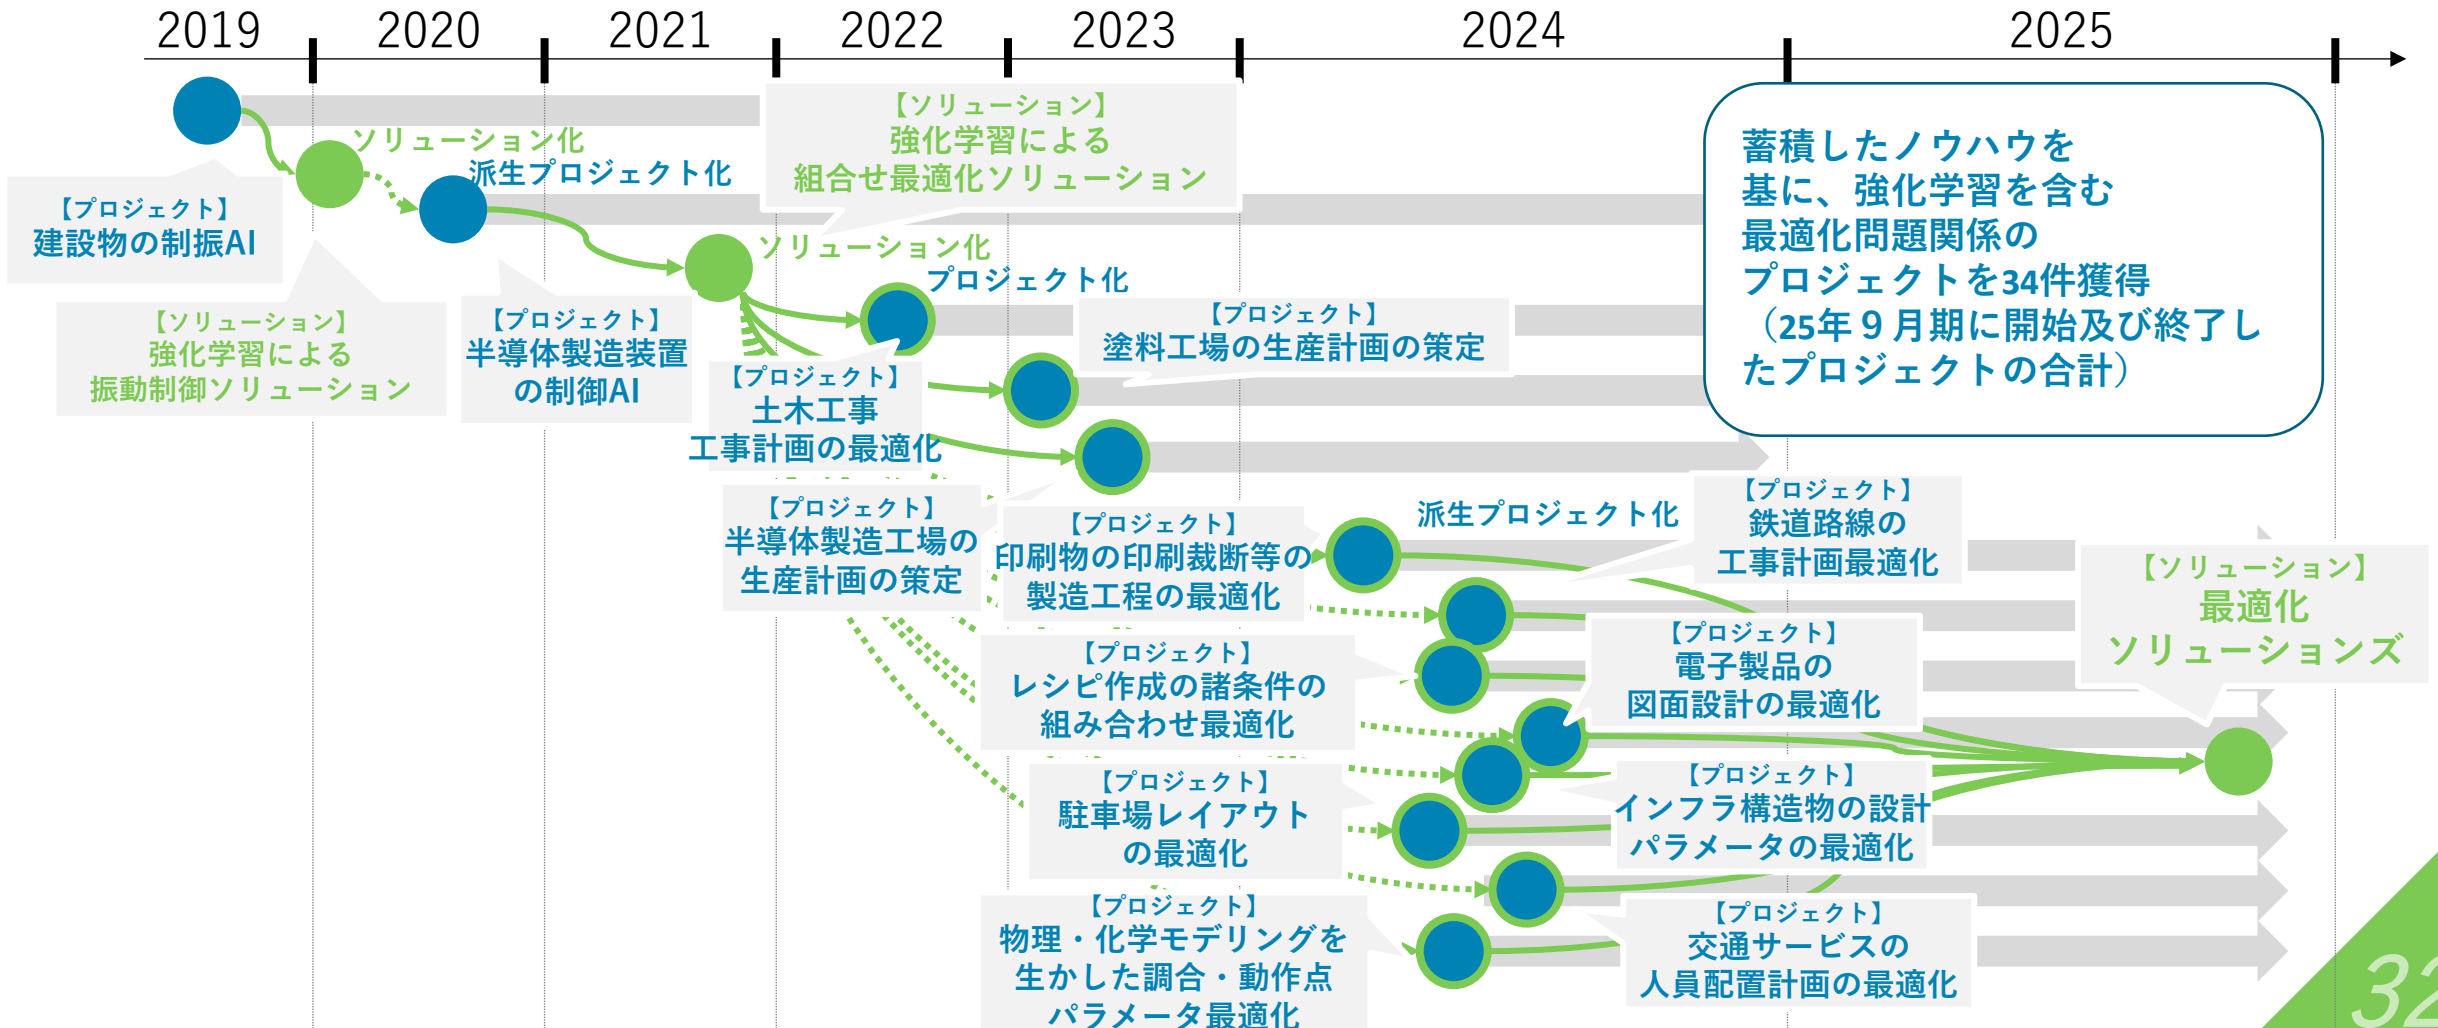 2019
2020
2021
2022
2023
2024
2025
【プロジェクト】
建設物の制振AI
ソリューション化
【ソリューション】
強化学習による
振動制御ソリューション
派生プロジェクト化
【プロジェクト】
半導体製造装置
の制御AI
【ソリューション】
強化学習による
組合せ最適化ソリューション
ソリューション化
プロジェクト化
【プロジェクト】
土木工事
工事計画の最適化
【プロジェクト】
塗料工場の生産計画の策定
【プロジェクト】
半導体製造工場の
生産計画の策定
蓄積したノウハウを
基に、強化学習を含む
最適化問題関係の
プロジェクトを34件獲得
（25年９月期に開始及び終了し
たプロジェクトの合計）
【プロジェクト】
印刷物の印刷裁断等の
製造工程の最適化
派生プロジェクト化
【プロジェクト】
鉄道路線の
工事計画最適化
【プロジェクト】
レシピ作成の諸条件の
組み合わせ最適化
【プロジェクト】
電子製品の
図面設計の最適化
【プロジェクト】
駐車場レイアウト
の最適化
【プロジェクト】
インフラ構造物の設計
パラメータの最適化
【プロジェクト】
物理・化学モデリングを
生かした調合・動作点
パラメータ最適化
【プロジェクト】
交通サービスの
人員配置計画の最適化
【ソリューション】
最適化
ソリューションズ
32